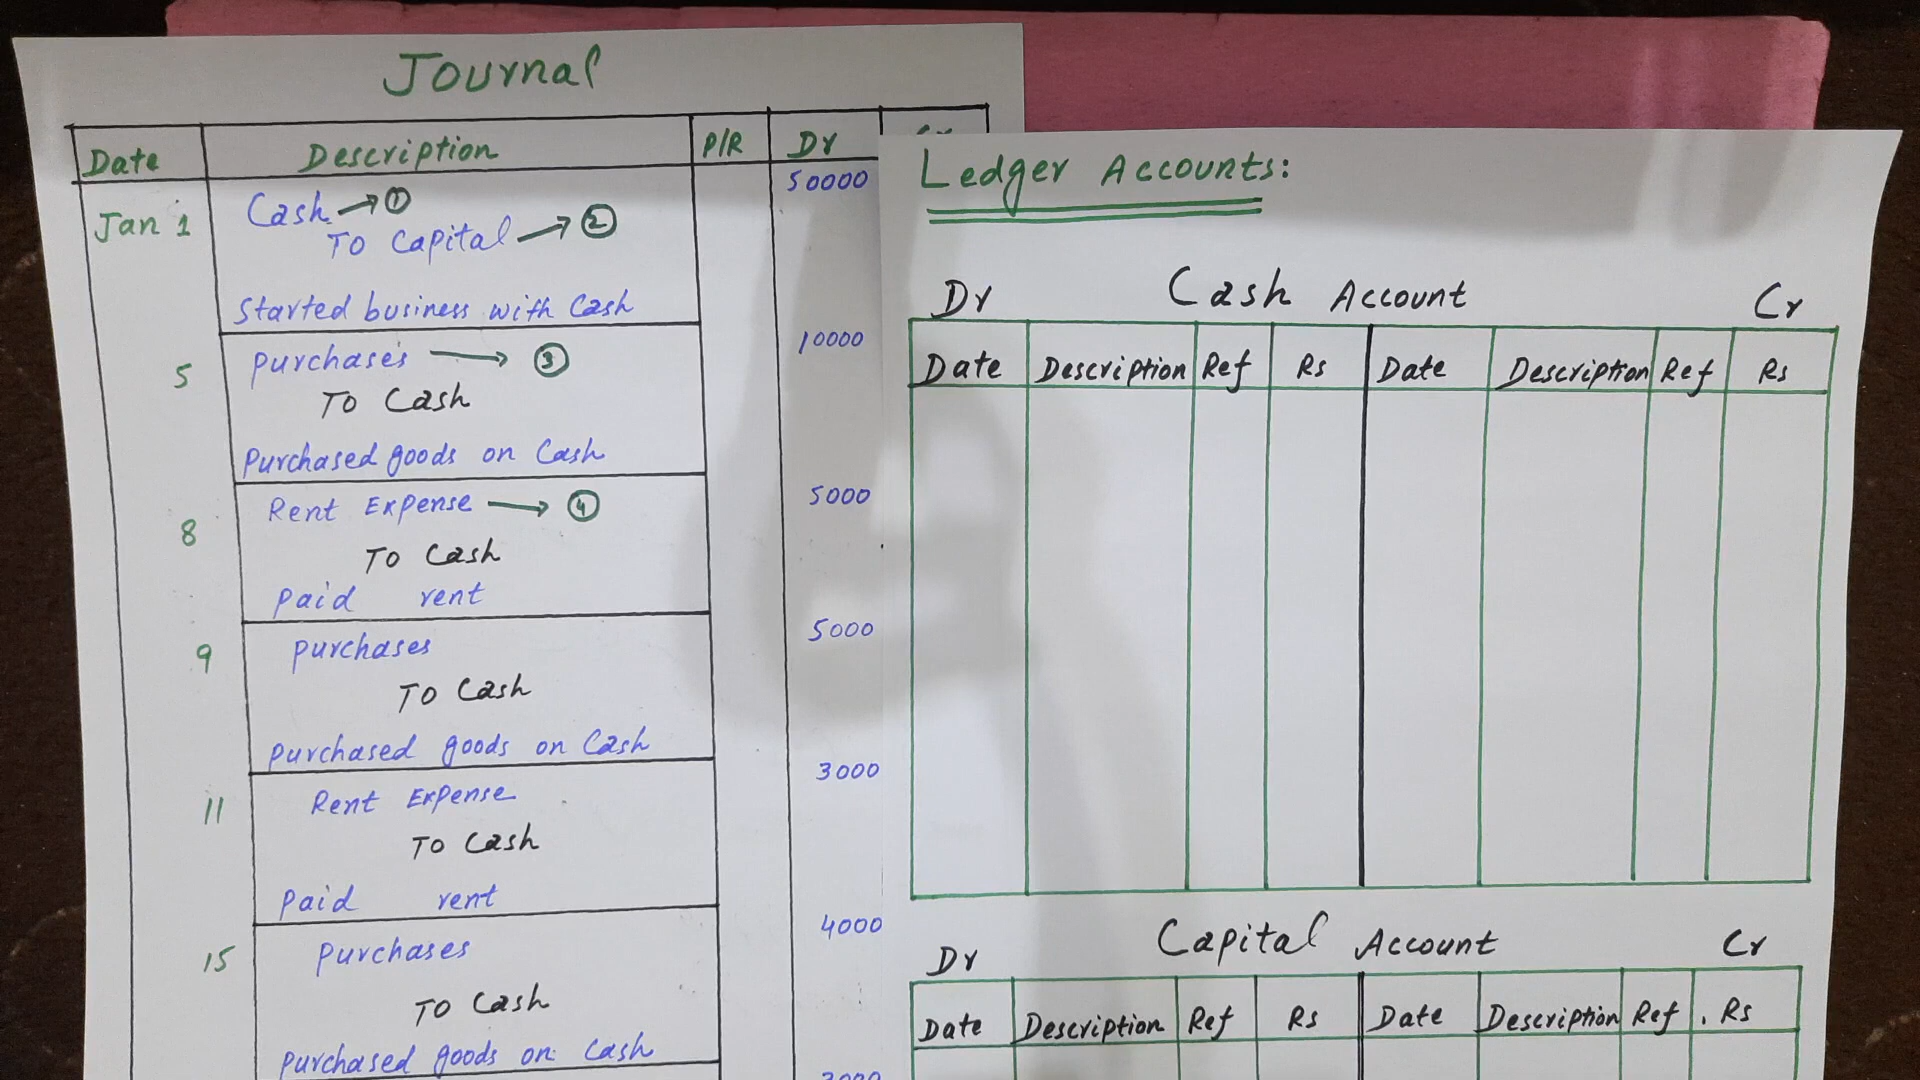 Journal
Date Description P/R Dr
50000
Jan 1 Cash → ①
To Capital → ②
Started business with Cash
10000
5 Purchases → ③
To Cash
Purchased goods on Cash
5000
8 Rent Expense → ④
To Cash
Paid rent
5000
9 Purchases
To Cash
Purchased goods on Cash
3000
11 Rent Expense
To Cash
Paid rent
4000
15 Purchases
To Cash
Purchased goods on Cash
Ledger Accounts:
Dr Cash Account Cr
Date Description Ref Rs Date Description Ref Rs
Dr Capital Account Cr
Date Description Ref Rs Date Description Ref . Rs